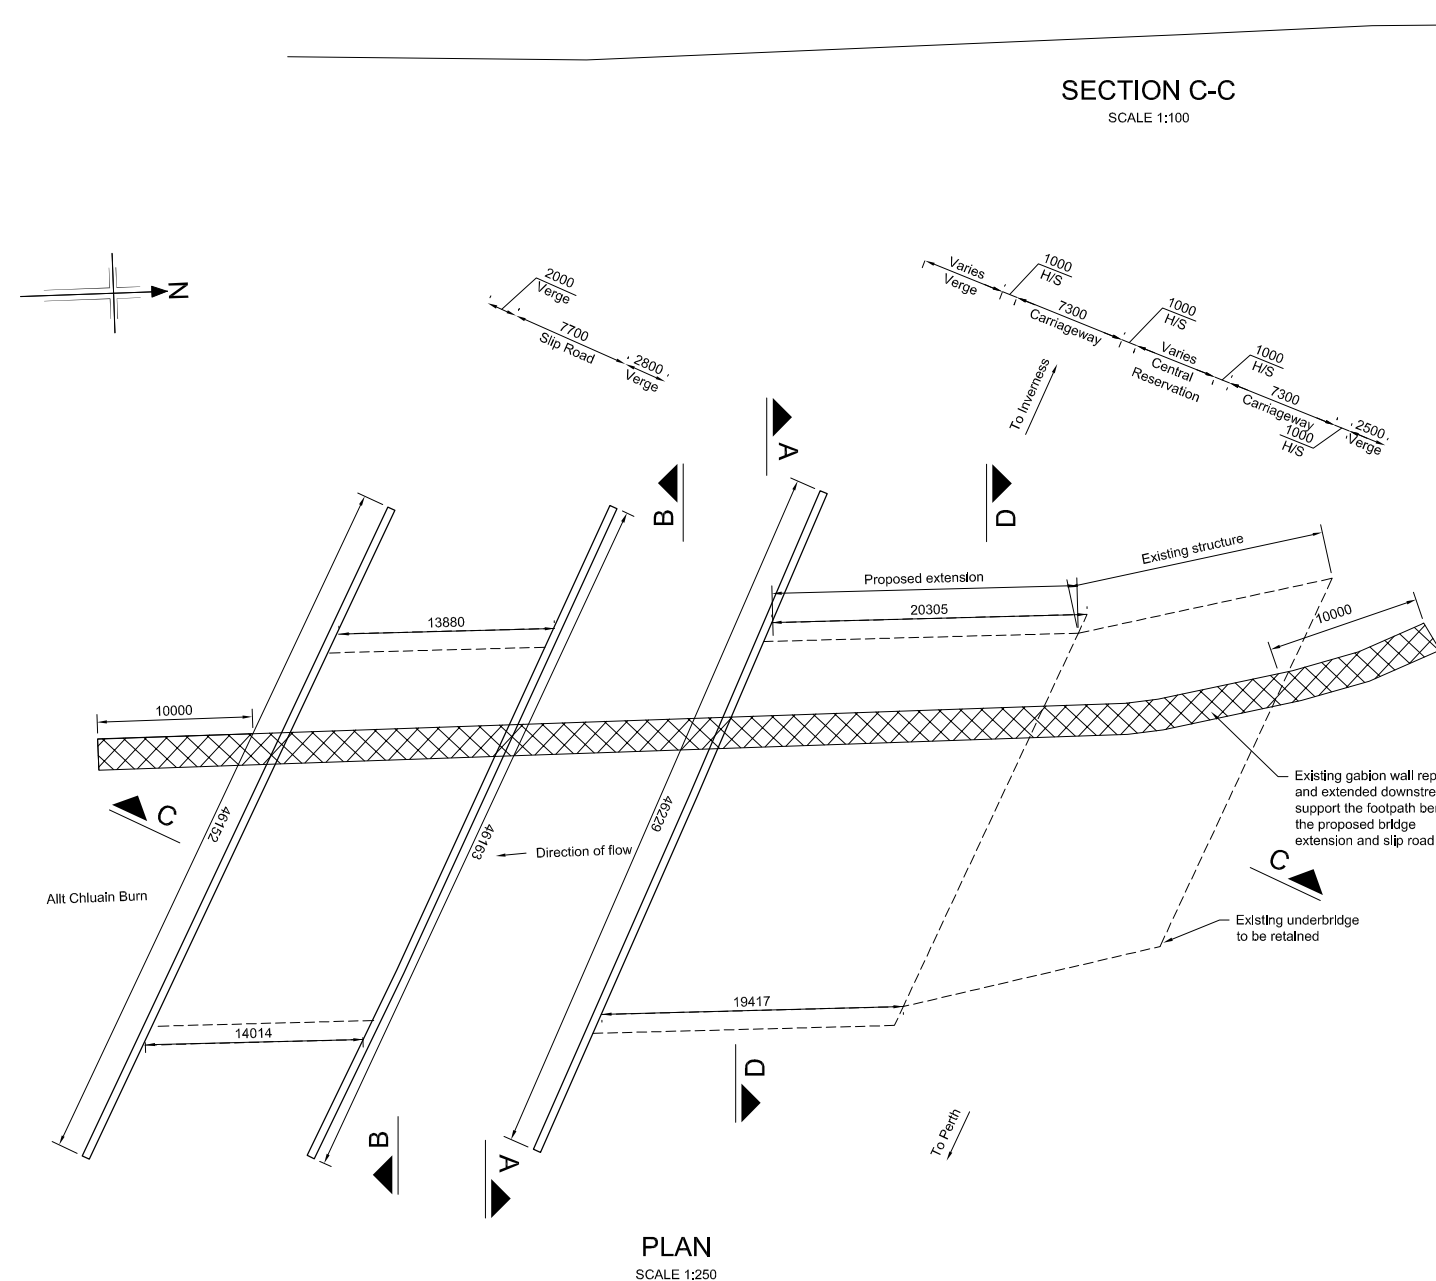 SECTION C-C
SCALE 1:100
N
2000
Verge
7700
Slip Road
2800
Verge
Varies
Verge
1000
H/S
7300
Carriageway
1000
H/S
Varies
Central
Reservation
1000
H/S
7300
Carriageway
1000
H/S
2500
Verge
To Inverness
A
B
D
Existing structure
Proposed extension
20305
13880
10000
10000
C
46152
46163
46229
Direction of flow
Allt Chluain Burn
Existing gabion wall rep
and extended downstre
support the footpath be
the proposed bridge
extension and slip road
C
Existing underbridge
to be retained
19417
14014
D
B
A
To Perth
PLAN
SCALE 1:250